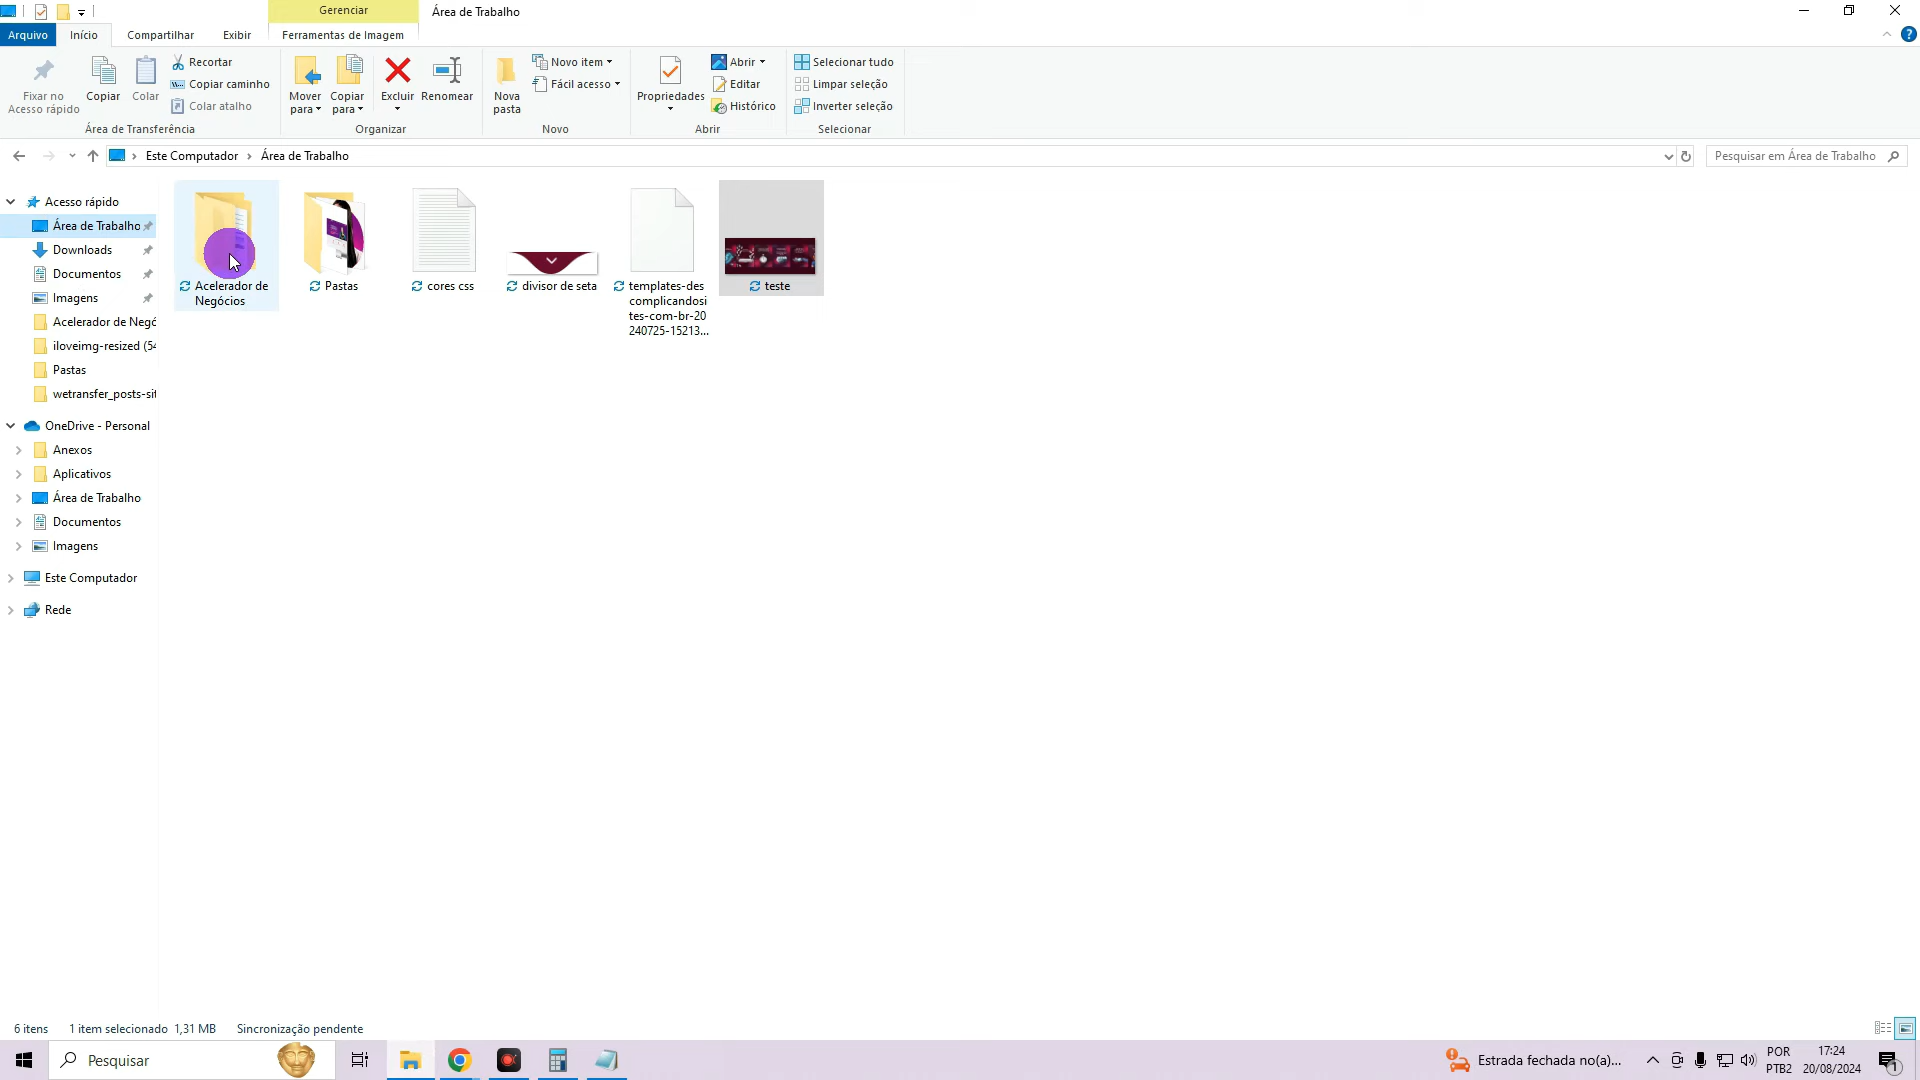 Gerenciar
Área de Trabalho
Arquivo
Início
Compartilhar
Exibir
Ferramentas de Imagem
Fixar no
Acesso rápido
Copiar
Colar
Recortar
Copiar caminho
Colar atalho
Área de Transferência
Mover
para
Copiar
para
Excluir
Renomear
Organizar
Nova
pasta
Novo item
Fácil acesso
Novo
Propriedades
Abrir
Editar
Histórico
Abrir
Selecionar tudo
Limpar seleção
Inverter seleção
Selecionar
Este Computador
Área de Trabalho
Pesquisar em Área de Trabalho
Acesso rápido
Área de Trabalho
Downloads
Documentos
Imagens
Acelerador de Negó
iloveimg-resized (54
Pastas
wetransfer_posts-sit
OneDrive - Personal
Anexos
Aplicativos
Área de Trabalho
Documentos
Imagens
Este Computador
Rede
Acelerador de
Negócios
Pastas
cores css
divisor de seta
templates-des
complicandosi
tes-com-br-20
240725-15213...
teste
6 itens
1 item selecionado 1,31 MB
Sincronização pendente
Pesquisar
Estrada fechada no(a)...
POR
PTB2
17:24
20/08/2024
1